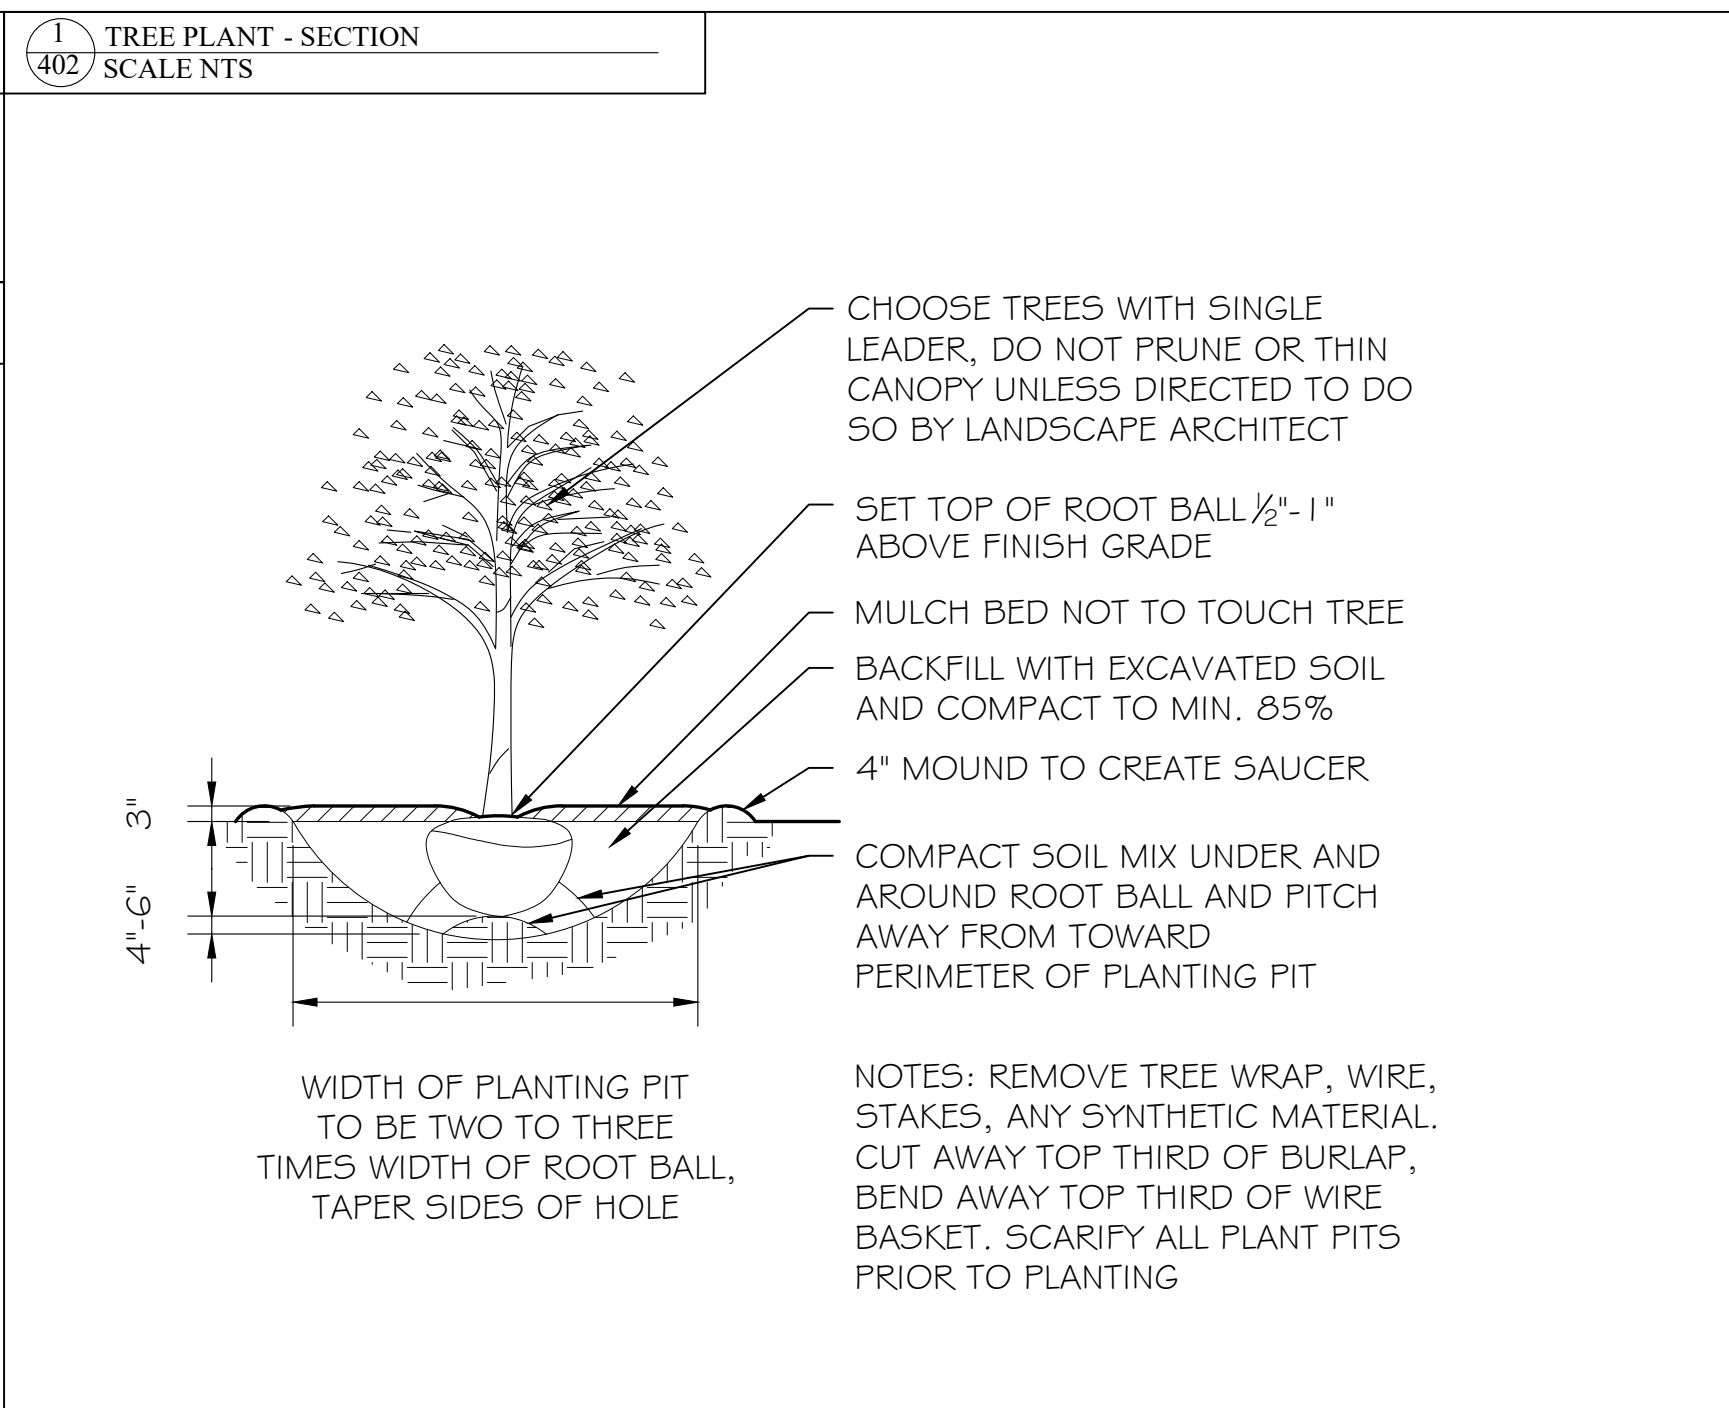 1
402
TREE PLANT - SECTION
SCALE NTS
CHOOSE TREES WITH SINGLE
LEADER, DO NOT PRUNE OR THIN
CANOPY UNLESS DIRECTED TO DO
SO BY LANDSCAPE ARCHITECT
SET TOP OF ROOT BALL ½"-1"
ABOVE FINISH GRADE
MULCH BED NOT TO TOUCH TREE
BACKFILL WITH EXCAVATED SOIL
AND COMPACT TO MIN. 85%
4" MOUND TO CREATE SAUCER
COMPACT SOIL MIX UNDER AND
AROUND ROOT BALL AND PITCH
AWAY FROM TOWARD
PERIMETER OF PLANTING PIT
3"
4"-6"
WIDTH OF PLANTING PIT
TO BE TWO TO THREE
TIMES WIDTH OF ROOT BALL,
TAPER SIDES OF HOLE
NOTES: REMOVE TREE WRAP, WIRE,
STAKES, ANY SYNTHETIC MATERIAL.
CUT AWAY TOP THIRD OF BURLAP,
BEND AWAY TOP THIRD OF WIRE
BASKET. SCARIFY ALL PLANT PITS
PRIOR TO PLANTING